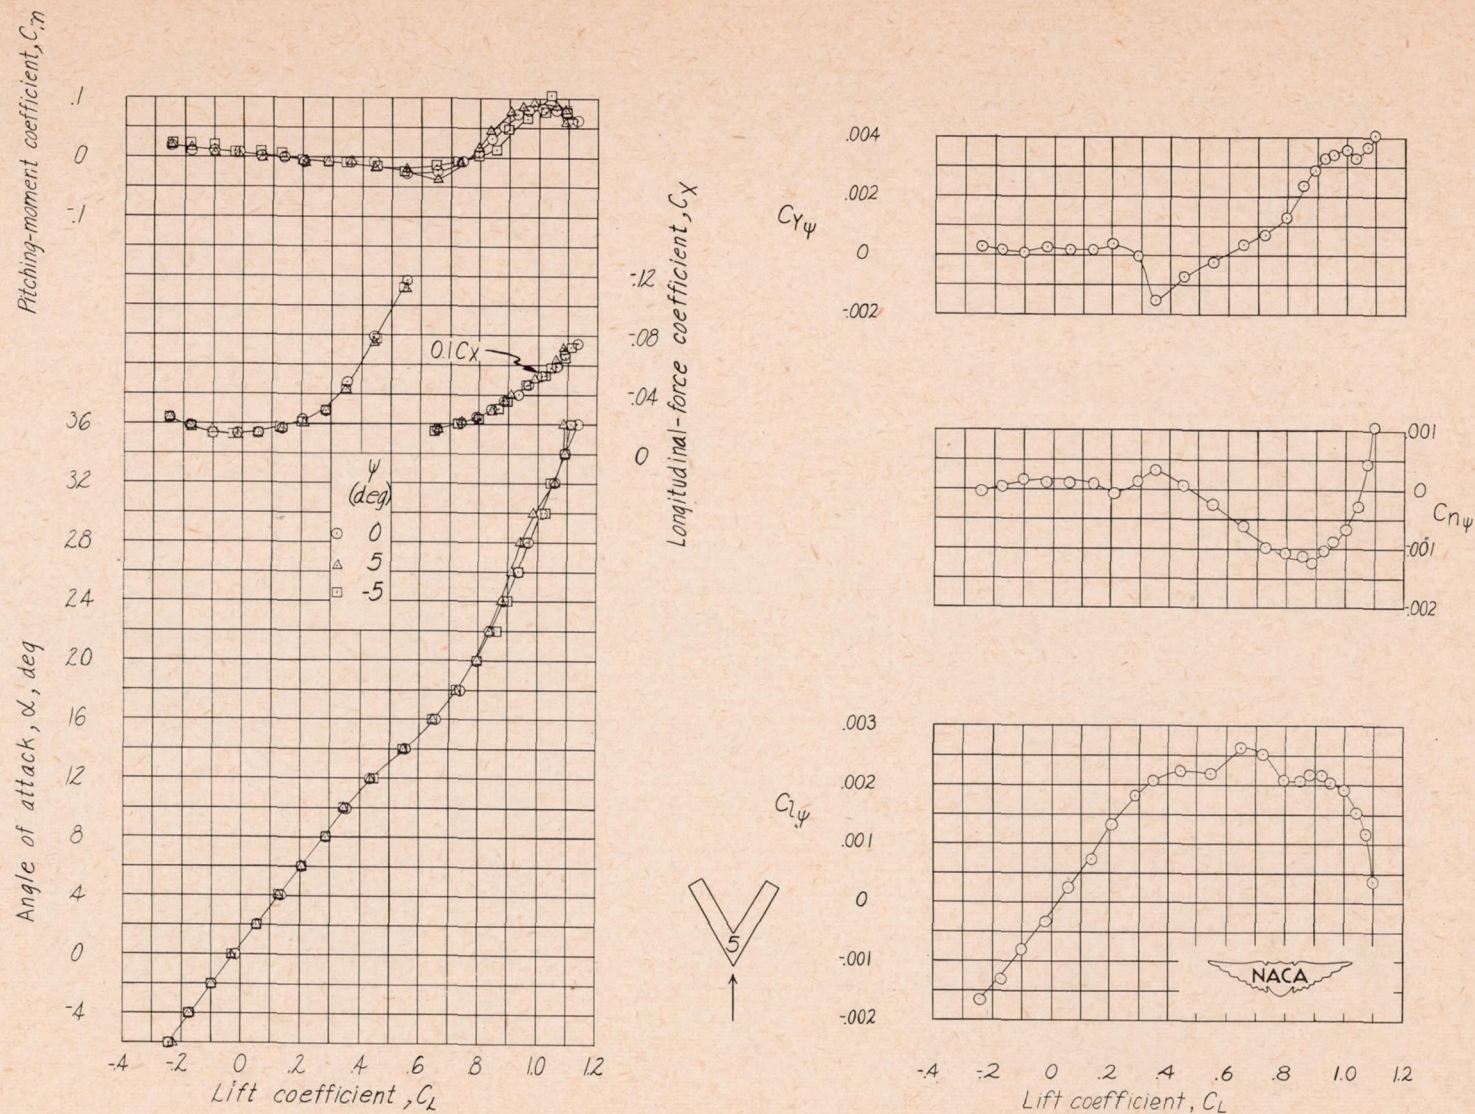 Pitching-moment coefficient, Cm
.1
0
-.1
Longitudinal-force coefficient, CX
-.12
-.08
-.04
0
0.1CX
Angle of attack, α, deg
36
32
28
24
20
16
12
8
4
0
-4
ψ
(deg)
0
5
-5
-.4 -.2 0 .2 .4 .6 .8 1.0 1.2
Lift coefficient, CL
5
CYψ
.004
.002
0
-.002
Cnψ
.001
0
-.001
-.002
Clψ
.003
.002
.001
0
-.001
-.002
NACA
-.4 -.2 0 .2 .4 .6 .8 1.0 1.2
Lift coefficient, CL